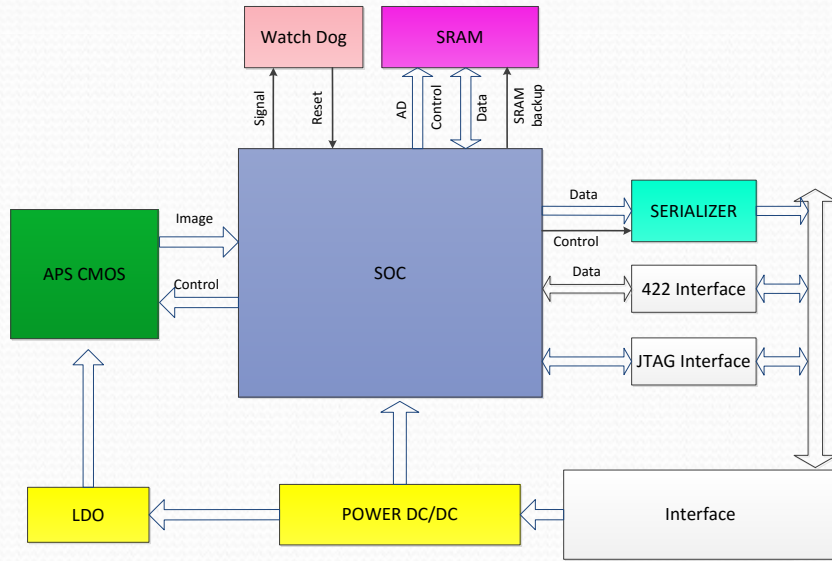 Watch Dog
SRAM
Signal
Reset
AD
Control
Data
SRAM
backup
Data
SERIALIZER
Image
Control
APS CMOS
SOC
Data
422 Interface
Control
JTAG Interface
LDO
POWER DC/DC
Interface